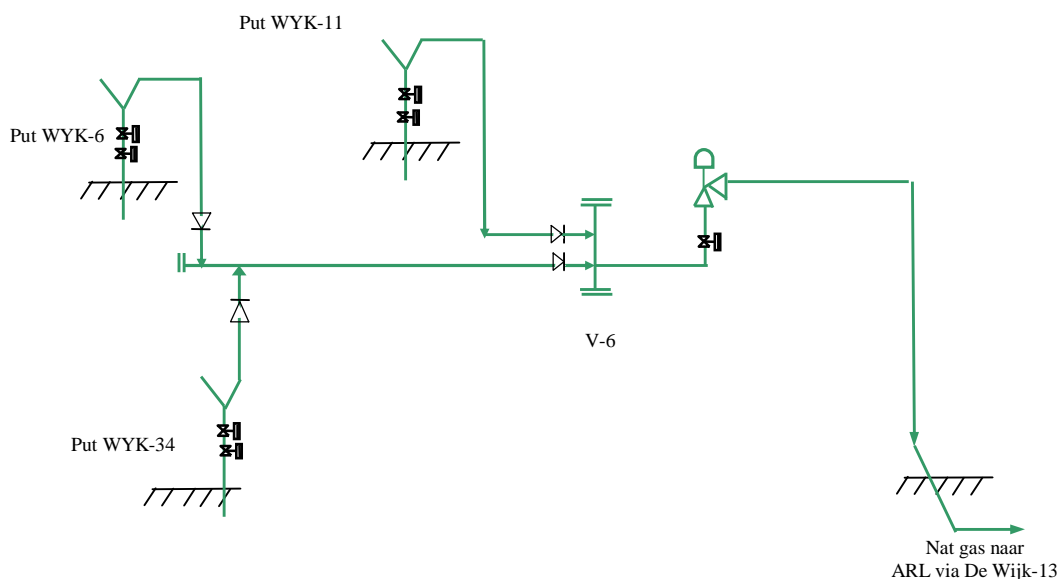 Put WYK-11
Put WYK-6
V-6
Put WYK-34
Nat gas naar
ARL via De Wijk-13